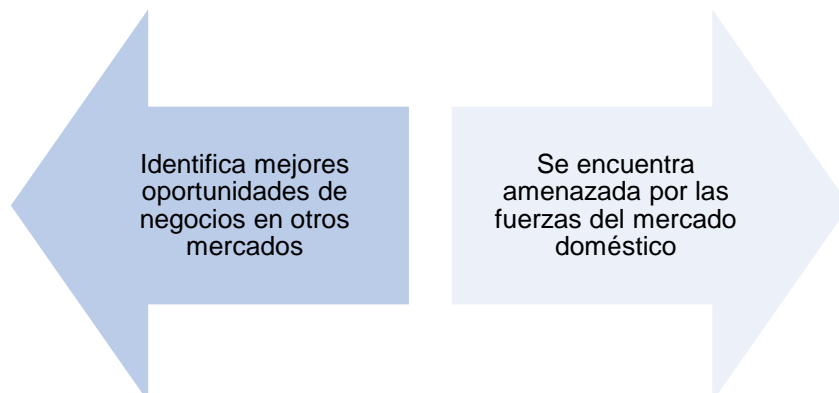 Identifica mejores
oportunidades de
negocios en otros
mercados
Se encuentra
amenazada por las
fuerzas del mercado
doméstico